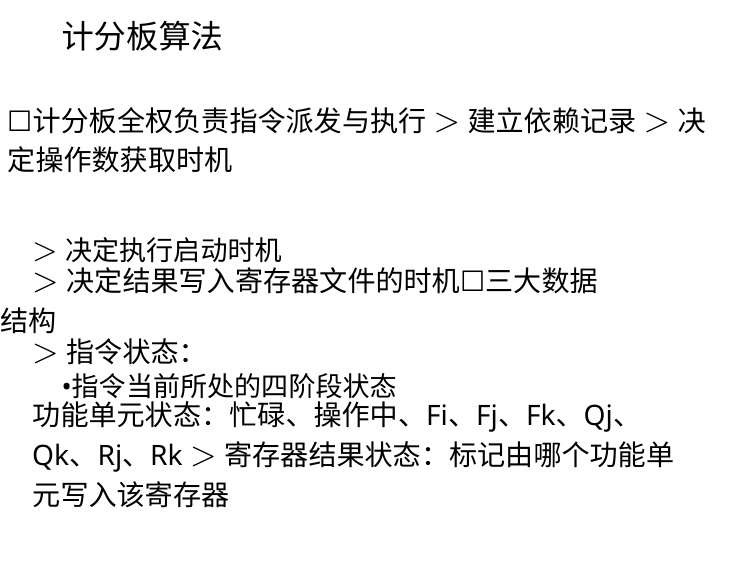 计分板算法
□计分板全权负责指令派发与执行 > 建立依赖记录 > 决
定操作数获取时机
> 决定执行启动时机
> 决定结果写入寄存器文件的时机□三大数据
结构
> 指令状态：
•指令当前所处的四阶段状态
功能单元状态：忙碌、操作中、Fi、Fj、Fk、Qj、
Qk、Rj、Rk > 寄存器结果状态：标记由哪个功能单
元写入该寄存器